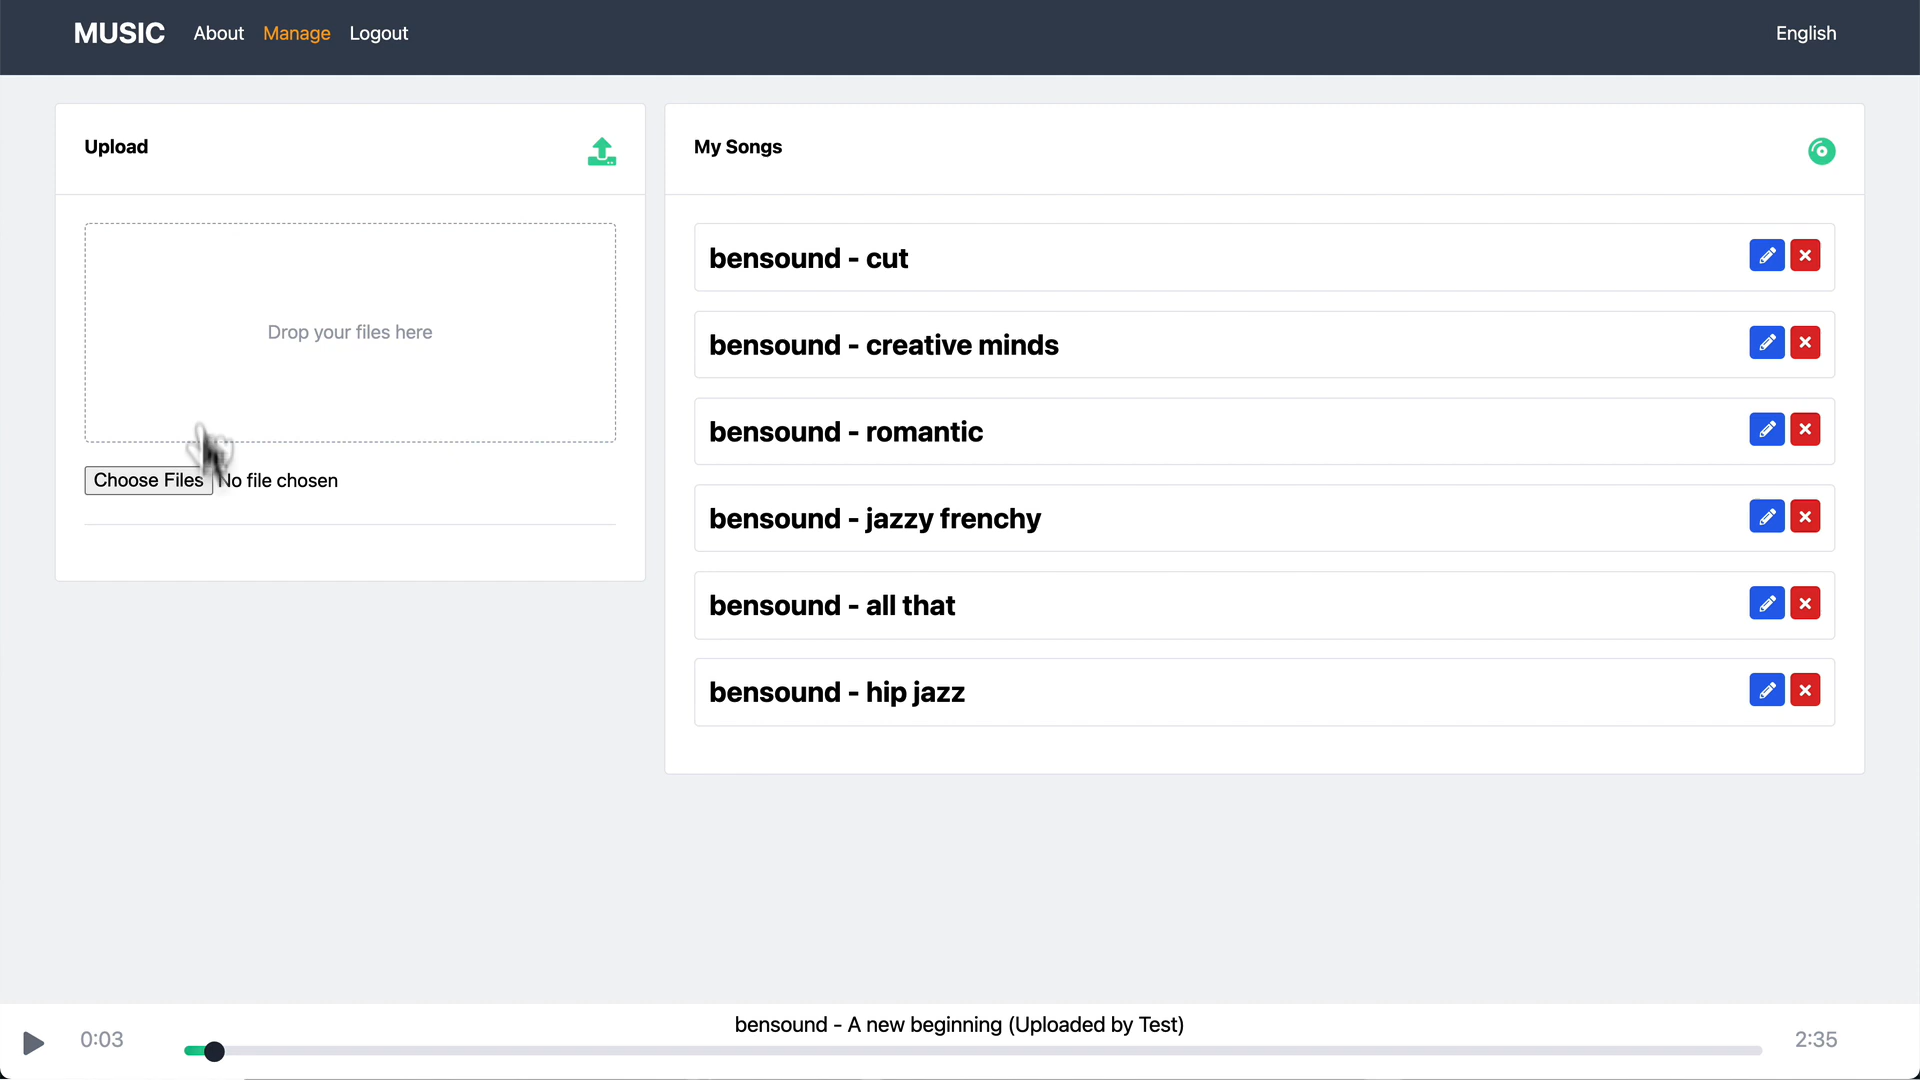 MUSIC About Manage Logout English
Upload
Drop your files here
Choose Files No file chosen
My Songs
bensound - cut
bensound - creative minds
bensound - romantic
bensound - jazzy frenchy
bensound - all that
bensound - hip jazz
bensound - A new beginning (Uploaded by Test)
0:03 2:35